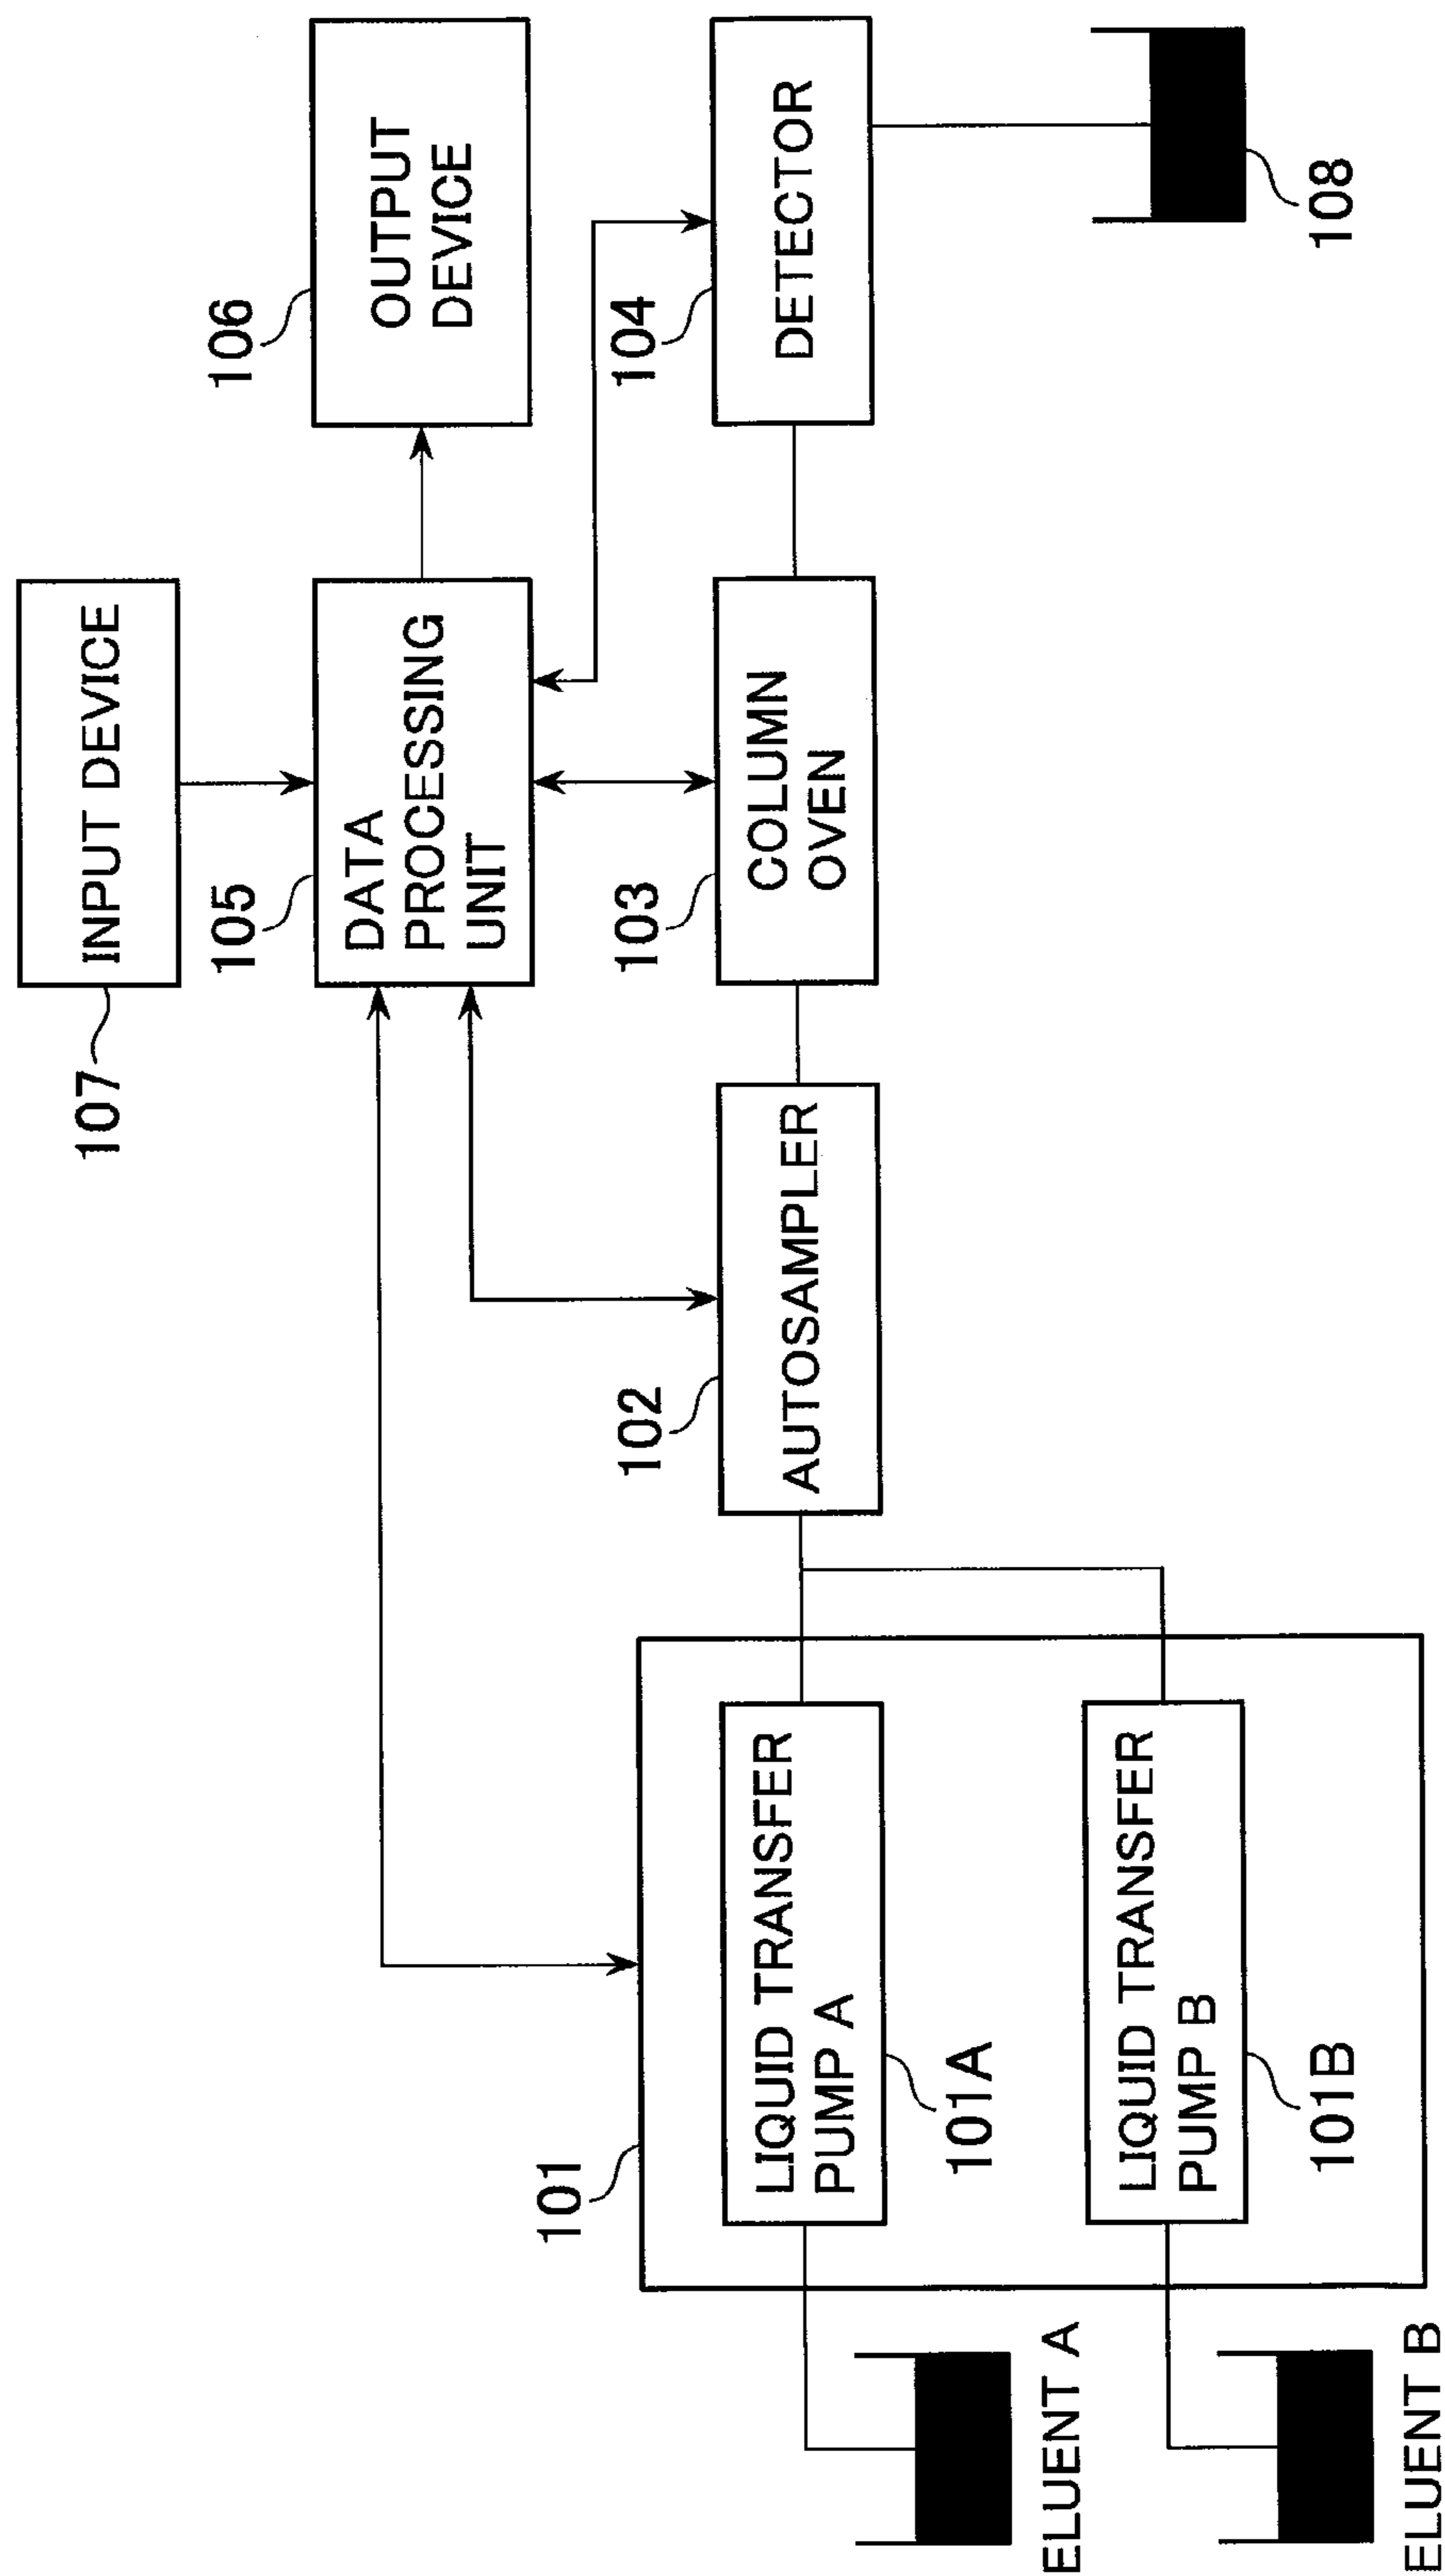 107
INPUT DEVICE
106
OUTPUT
DEVICE
105
DATA
PROCESSING
UNIT
101
LIQUID TRANSFER
PUMP A
101A
LIQUID TRANSFER
PUMP B
101B
102
AUTOSAMPLER
103
COLUMN
OVEN
104
DETECTOR
108
ELUENT A
ELUENT B